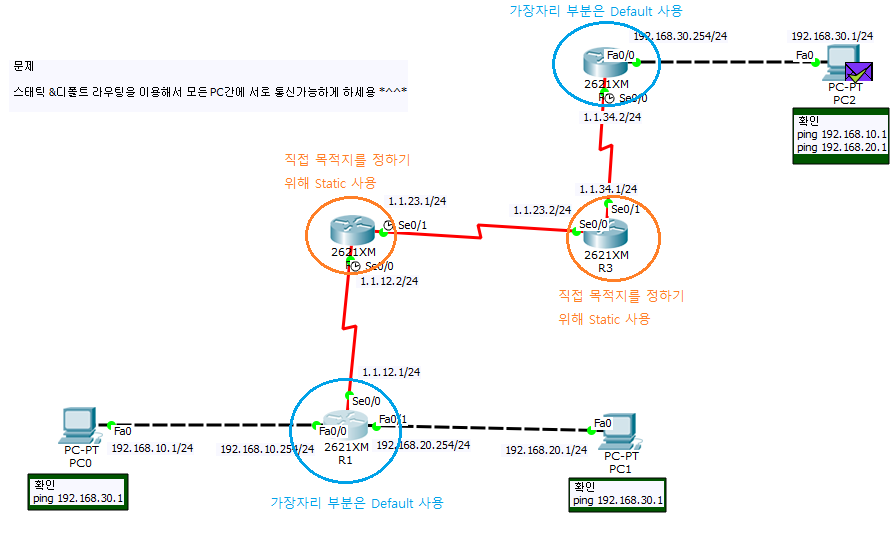 가장자리 부분은 Default 사용
192.168.30.254/24
192.168.30.1/24
Fa0/0
Fa0
2621XM
Se0/0
PC-PT
PC2
1.1.34.2/24
확인
ping 192.168.10.1
ping 192.168.20.1
문제
스태틱 &디폴트 라우팅을 이용해서 모든 PC간에 서로 통신가능하게 하세용 *^^*
직접 목적지를 정하기
위해 Static 사용
1.1.23.1/24
Se0/1
2621XM
Se0/0
1.1.12.2/24
1.1.34.1/24
Se0/1
1.1.23.2/24
Se0/0
2621XM
R3
직접 목적지를 정하기
위해 Static 사용
1.1.12.1/24
Se0/0
Fa0/0
Fa0/1
2621XM
R1
192.168.10.254/24
192.168.20.254/24
Fa0
192.168.10.1/24
PC-PT
PC0
확인
ping 192.168.30.1
Fa0
192.168.20.1/24
PC-PT
PC1
확인
ping 192.168.30.1
가장자리 부분은 Default 사용